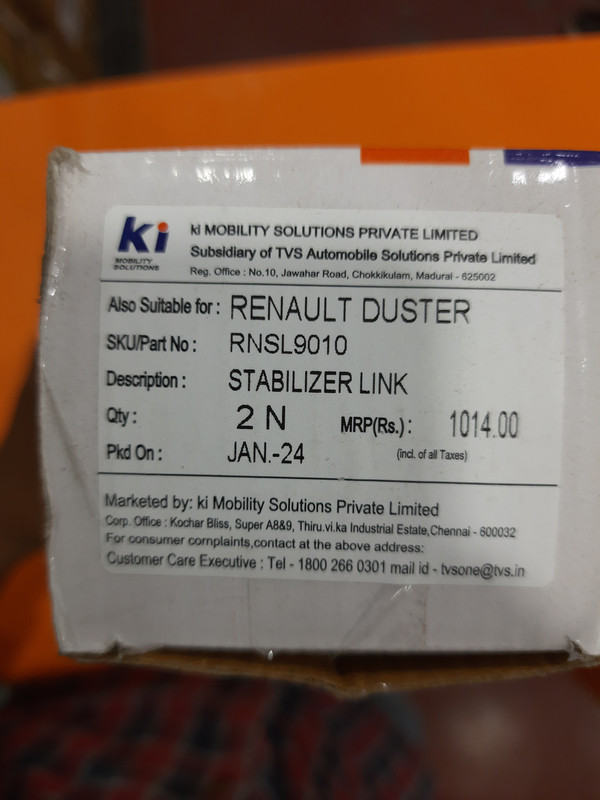 ki
MOBILITY
SOLUTIONS
ki MOBILITY SOLUTIONS PRIVATE LIMITED
Subsidiary of TVS Automobile Solutions Private Limited
Reg. Office : No.10, Jawahar Road, Chokkikulam, Madurai - 625002
Also Suitable for : RENAULT DUSTER
SKU/Part No : RNSL9010
Description : STABILIZER LINK
Qty : 2 N MRP(Rs.) : 1014.00
Pkd On : JAN.-24 (incl. of all Taxes)
Marketed by: ki Mobility Solutions Private Limited
Corp. Office : Kochar Bliss, Super A8&9, Thiru.vi.ka Industrial Estate,Chennai - 600032
For consumer complaints,contact at the above address:
Customer Care Executive : Tel - 1800 266 0301 mail id - tvsone@tvs.in